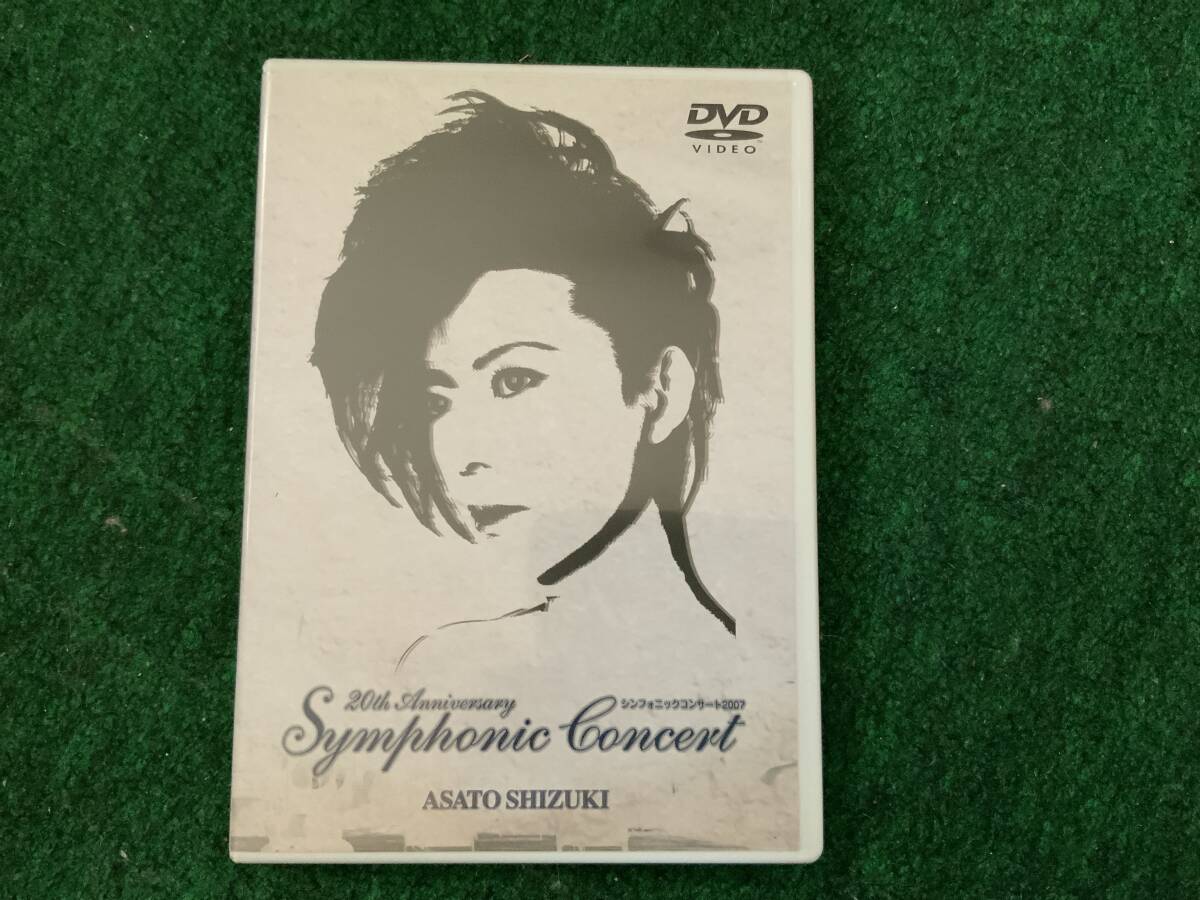 DVD
VIDEO
20th Anniversary
シンフォニックコンサート2007
Symphonic Concert
ASATO SHIZUKI